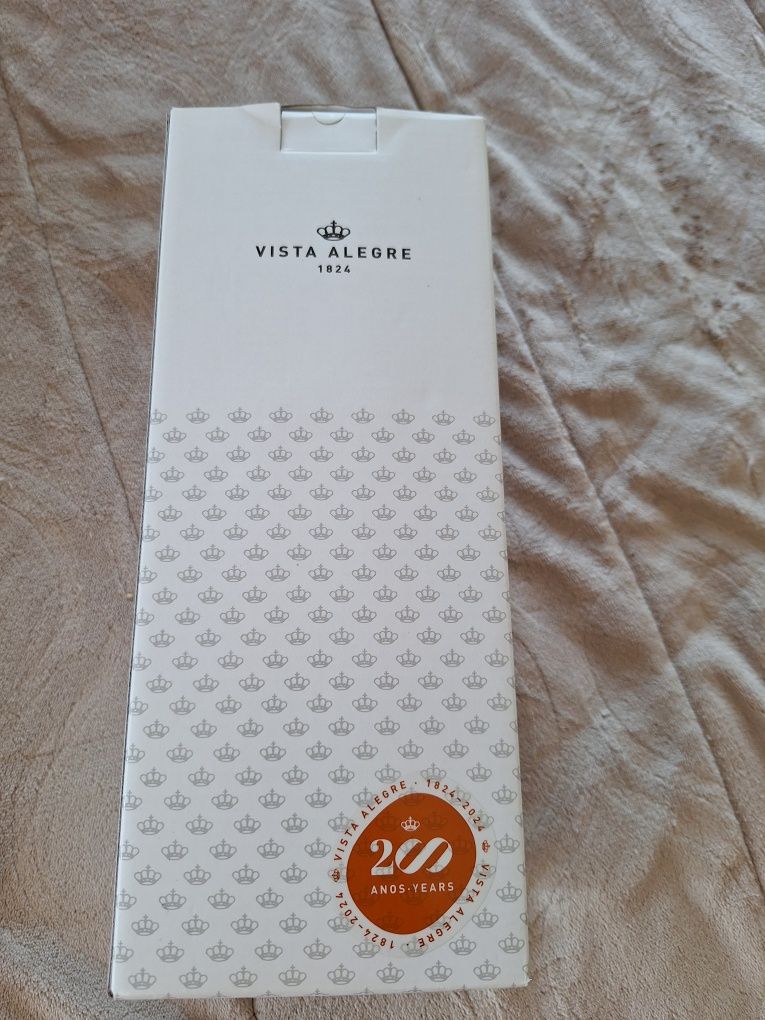 VISTA ALEGRE
1824
VISTA ALEGRE · 1824-2024
VISTA ALEGRE · 1824-2024
200
ANOS·YEARS